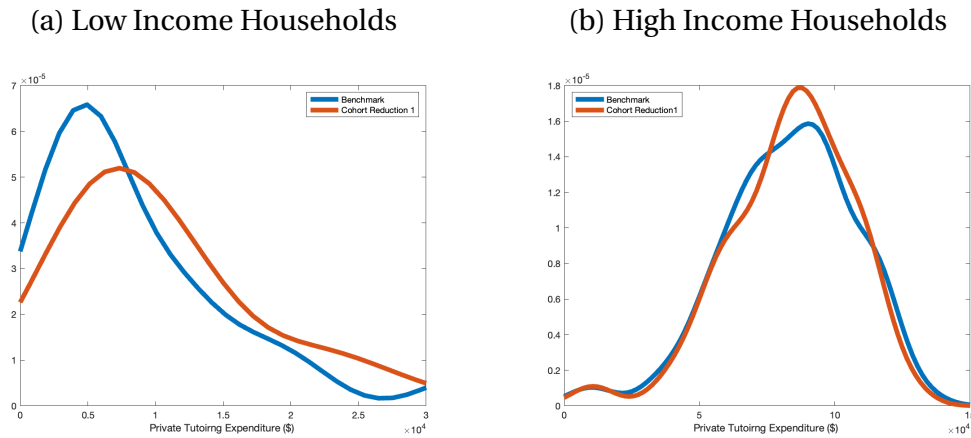 (a) Low Income Households
(b) High Income Households
×10⁻⁵
7
6
5
4
3
2
1
0
Benchmark
Cohort Reduction 1
0 0.5 1 1.5 2 2.5 3
Private Tutoirng Expenditure ($)
×10⁴
×10⁻⁵
1.8
1.6
1.4
1.2
1
0.8
0.6
0.4
0.2
0
Benchmark
Cohort Reduction1
0 5 10 15
Private Tutoirng Expenditure ($)
×10⁴